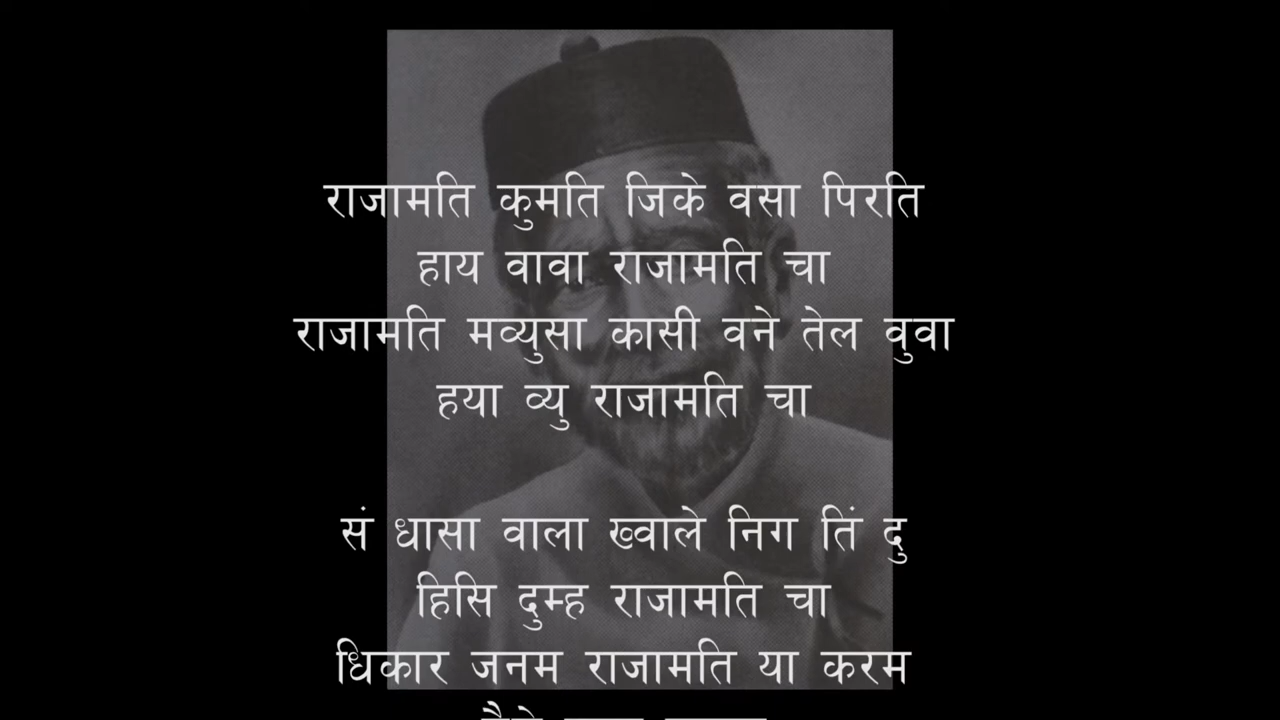 राजामति कुमति जिके वसा पिरति
हाय वावा राजामति चा
राजामति मव्युसा कासी वने तेल वुवा
हया व्यु राजामति चा
सं धासा वाला ख्वाले निग तिं दु
हिसि दुम्ह राजामति चा
धिकार जनम राजामति या करम